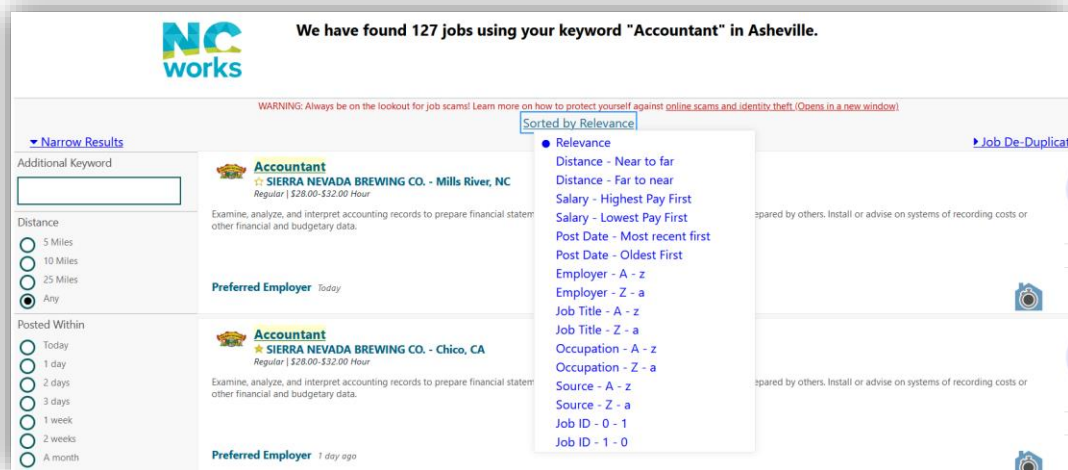 NC
works
We have found 127 jobs using your keyword "Accountant" in Asheville.
WARNING: Always be on the lookout for job scams! Learn more on how to protect yourself against online scams and identity theft (Opens in a new window)
Sorted by Relevance
Narrow Results
Job De-Duplicat
Additional Keyword
Distance
5 Miles
10 Miles
25 Miles
Any
Posted Within
Today
1 day
2 days
3 days
1 week
2 weeks
A month
Accountant
SIERRA NEVADA BREWING CO. - Mills River, NC
Regular | $28.00-$32.00 Hour
Examine, analyze, and interpret accounting records to prepare financial statem
epared by others. Install or advise on systems of recording costs or
other financial and budgetary data.
Preferred Employer Today
Accountant
SIERRA NEVADA BREWING CO. - Chico, CA
Regular | $28.00-$32.00 Hour
Examine, analyze, and interpret accounting records to prepare financial statem
epared by others. Install or advise on systems of recording costs or
other financial and budgetary data.
Preferred Employer 1 day ago
Relevance
Distance - Near to far
Distance - Far to near
Salary - Highest Pay First
Salary - Lowest Pay First
Post Date - Most recent first
Post Date - Oldest First
Employer - A - z
Employer - Z - a
Job Title - A - z
Job Title - Z - a
Occupation - A - z
Occupation - Z - a
Source - A - z
Source - Z - a
Job ID - 0 - 1
Job ID - 1 - 0